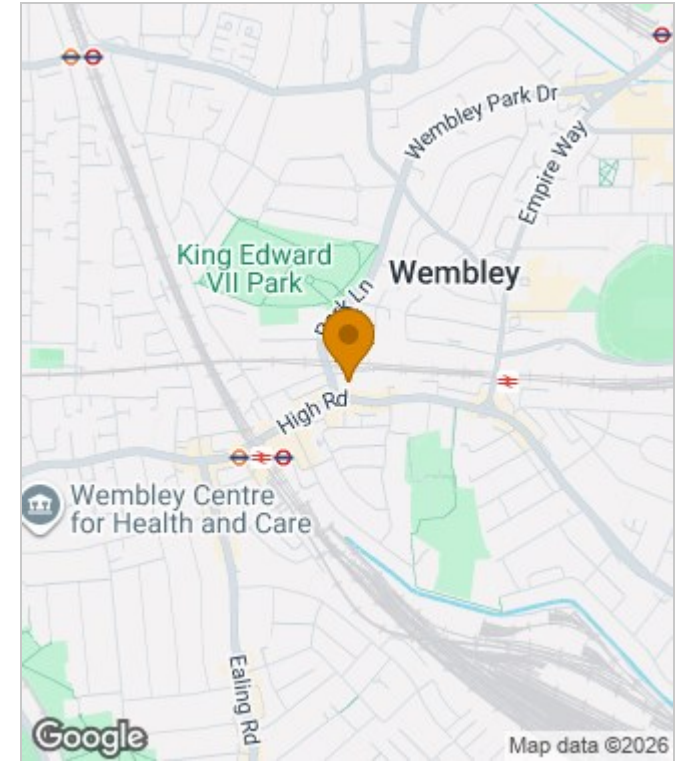 Wembley Park Dr
Empire Way
King Edward
VII Park
Wembley
Park Ln
High Rd
Wembley Centre
for Health and Care
Ealing Rd
Google
Map data ©2026